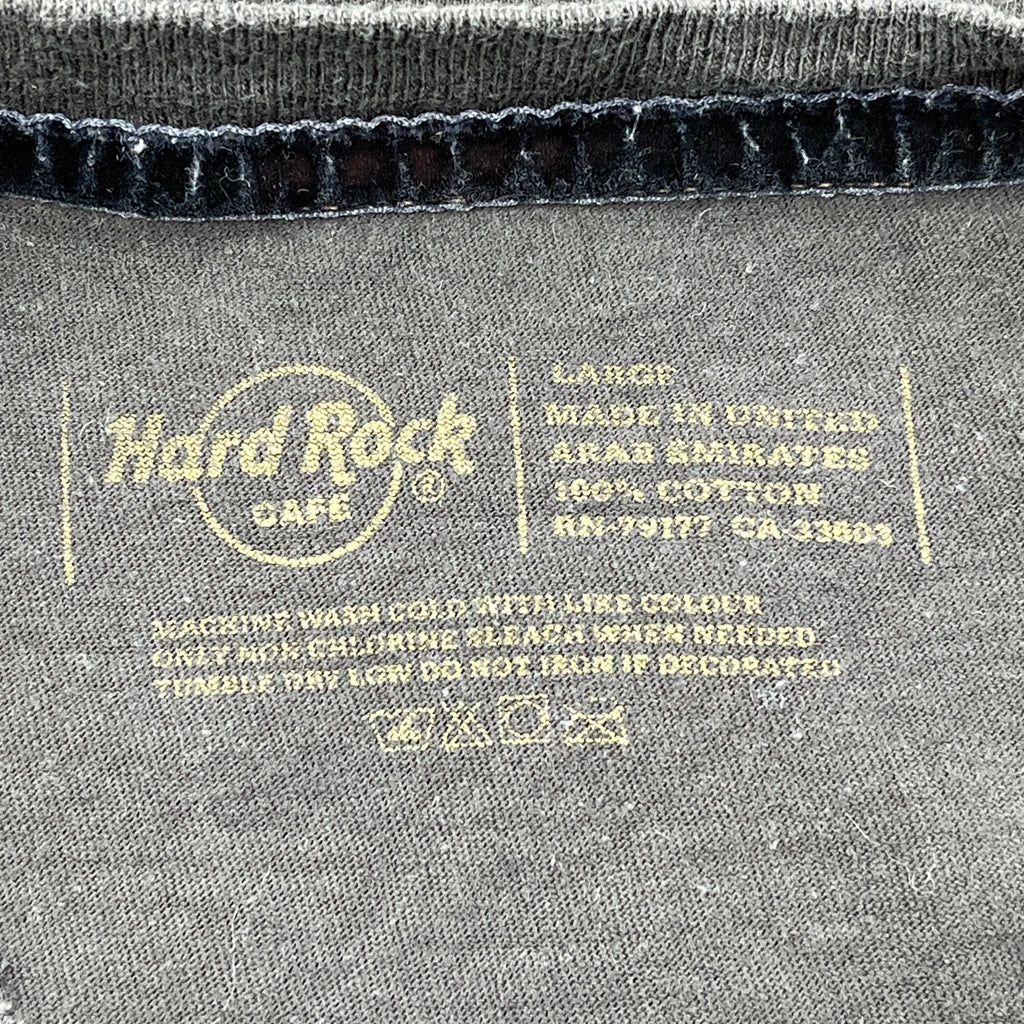 Hard Rock
CAFE
®
LARGE
MADE IN UNITED
ARAB EMIRATES
100% COTTON
RN-79177 CA-33603
MACHINE WASH COLD WITH LIKE COLOUR
ONLY NON CHLORINE BLEACH WHEN NEEDED
TUMBLE DRY LOW DO NOT IRON IF DECORATED